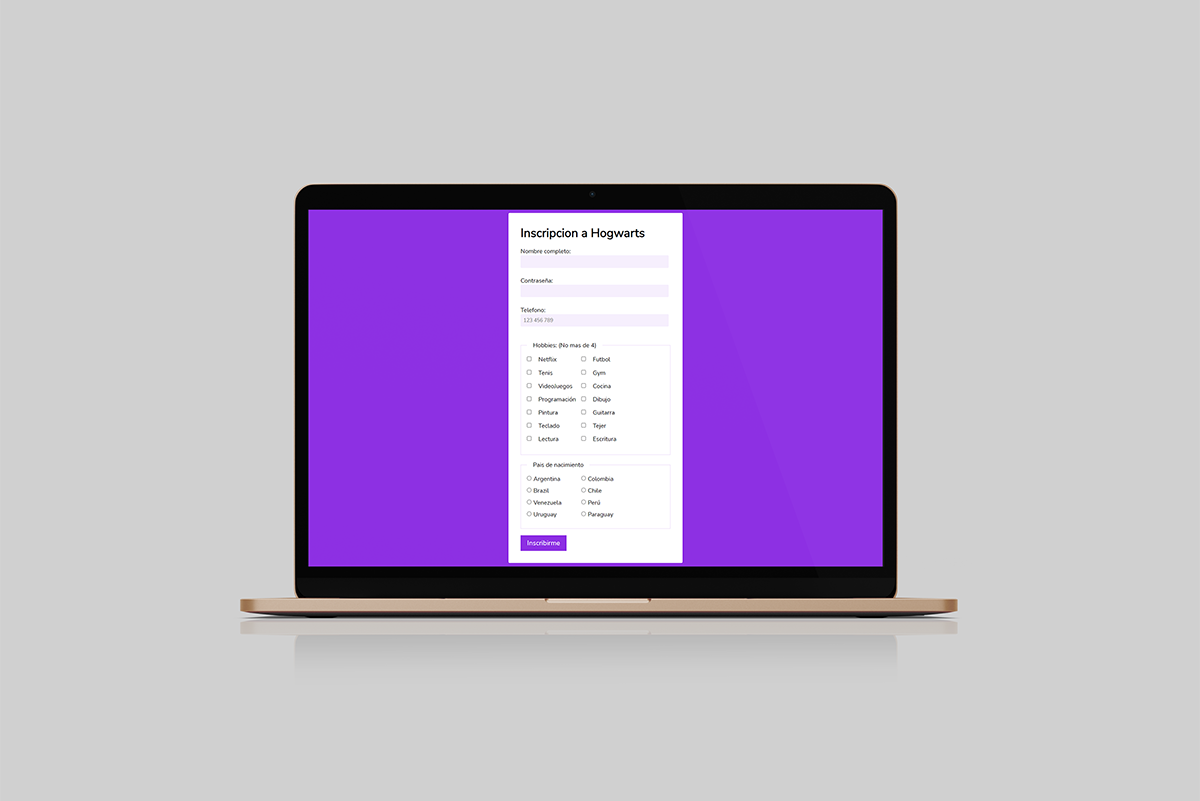 Inscripcion a Hogwarts
Nombre completo:
Contraseña:
Telefono:
123 456 789
Hobbies: (No mas de 4)
Netflix Futbol
Tenis Gym
VideoJuegos Cocina
Programación Dibujo
Pintura Guitarra
Teclado Tejer
Lectura Escritura
Pais de nacimiento
Argentina Colombia
Brazil Chile
Venezuela Perú
Uruguay Paraguay
Inscribirme